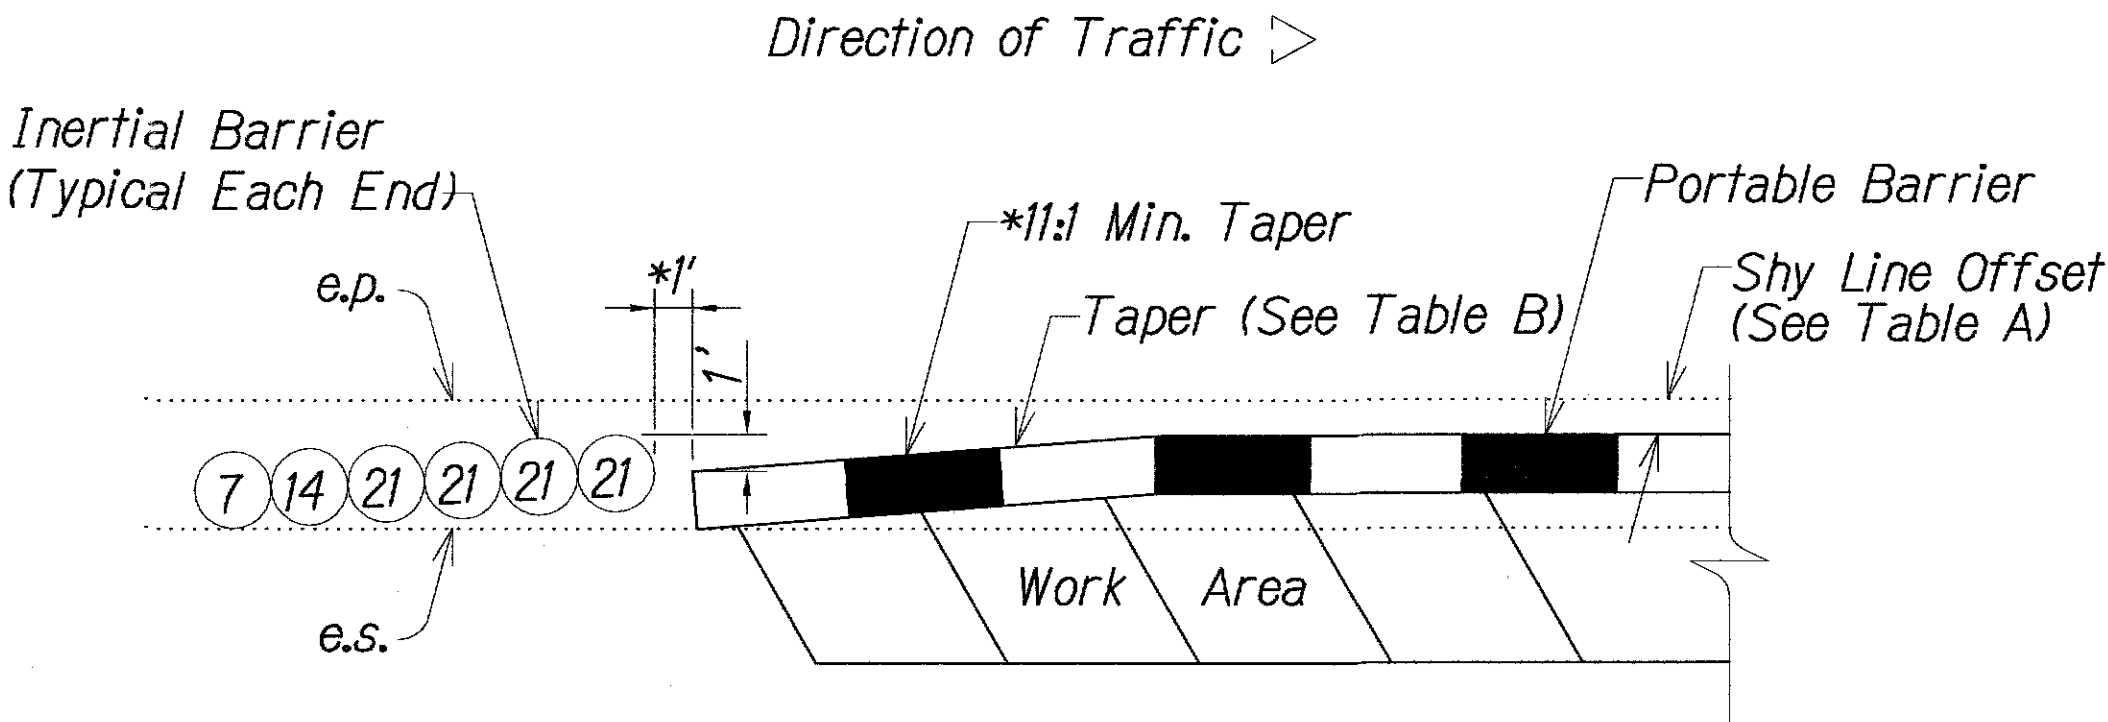 Direction of Traffic
Inertial Barrier
(Typical Each End)
Portable Barrier
*11:1 Min. Taper
Shy Line Offset
(See Table A)
*1'
e.p.
Taper (See Table B)
1'
7 14 21 21 21 21
Work Area
e.s.